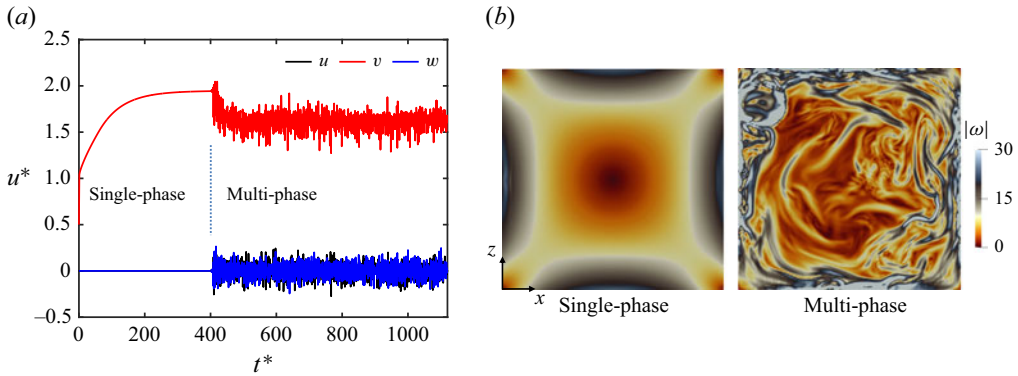 (a)
2.5
2.0
1.5
1.0
0.5
0
–0.5
u*
u v w
Single-phase Multi-phase
0 200 400 600 800 1000
t*
(b)
|ω|
30
15
0
z
x
Single-phase
Multi-phase